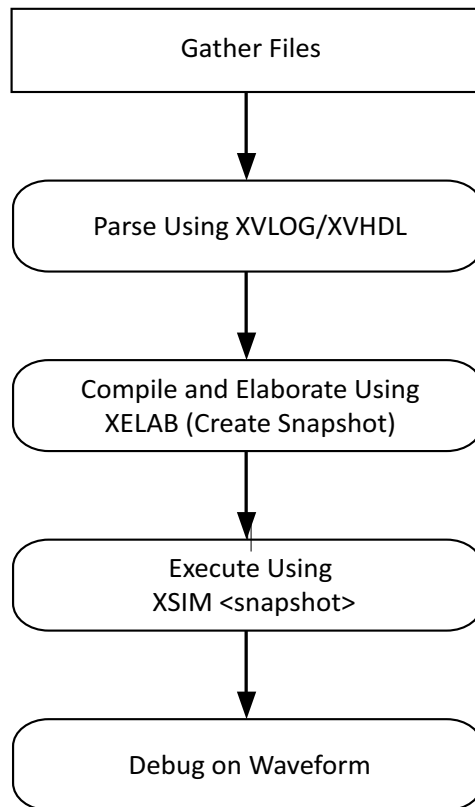 Gather Files
Parse Using XVLOG/XVHDL
Compile and Elaborate Using
XELAB (Create Snapshot)
Execute Using
XSIM <snapshot>
Debug on Waveform